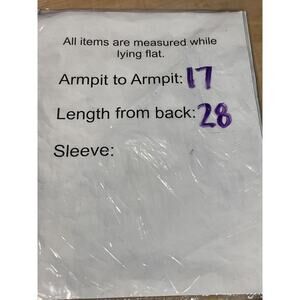 All items are measured while
lying flat.
Armpit to Armpit: 17
Length from back: 28
Sleeve: